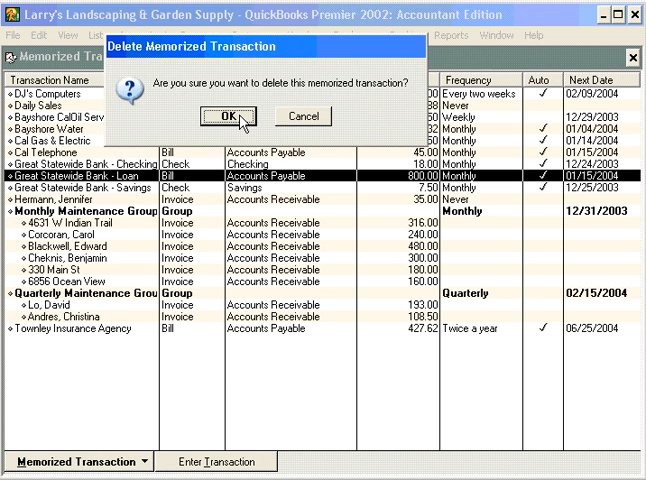 Larry's Landscaping & Garden Supply - QuickBooks Premier 2002: Accountant Edition
File Edit View Reports Window Help
Memorized Tra
Delete Memorized Transaction
Are you sure you want to delete this memorized transaction?
OK Cancel
Transaction Name Frequency Auto Next Date
DJ's Computers 00 Every two weeks ✓ 02/09/2004
Daily Sales 88 Never
Bayshore CalOil Serv 60 Weekly 12/29/2003
Bayshore Water 32 Monthly ✓ 01/04/2004
Cal Gas & Electric Monthly ✓ 01/14/2004
Cal Telephone Bill Accounts Payable 45.00 Monthly ✓ 01/15/2004
Great Statewide Bank - Checking Check Checking 18.00 Monthly ✓ 12/24/2003
Great Statewide Bank - Loan Bill Accounts Payable 800.00 Monthly ✓ 01/15/2004
Great Statewide Bank - Savings Check Savings 7.50 Monthly ✓ 12/25/2003
Hermann, Jennifer Invoice Accounts Receivable 35.00 Never
Monthly Maintenance Group Group Monthly 12/31/2003
4631 W Indian Trail Invoice Accounts Receivable 316.00
Corcoran, Carol Invoice Accounts Receivable 240.00
Blackwell, Edward Invoice Accounts Receivable 480.00
Cheknis, Benjamin Invoice Accounts Receivable 300.00
330 Main St Invoice Accounts Receivable 180.00
6856 Ocean View Invoice Accounts Receivable 160.00
Quarterly Maintenance Grou Group Quarterly 02/15/2004
Lo, David Invoice Accounts Receivable 193.00
Andres, Christina Invoice Accounts Receivable 108.50
Townley Insurance Agency Bill Accounts Payable 427.62 Twice a year ✓ 06/25/2004
Memorized Transaction Enter Transaction